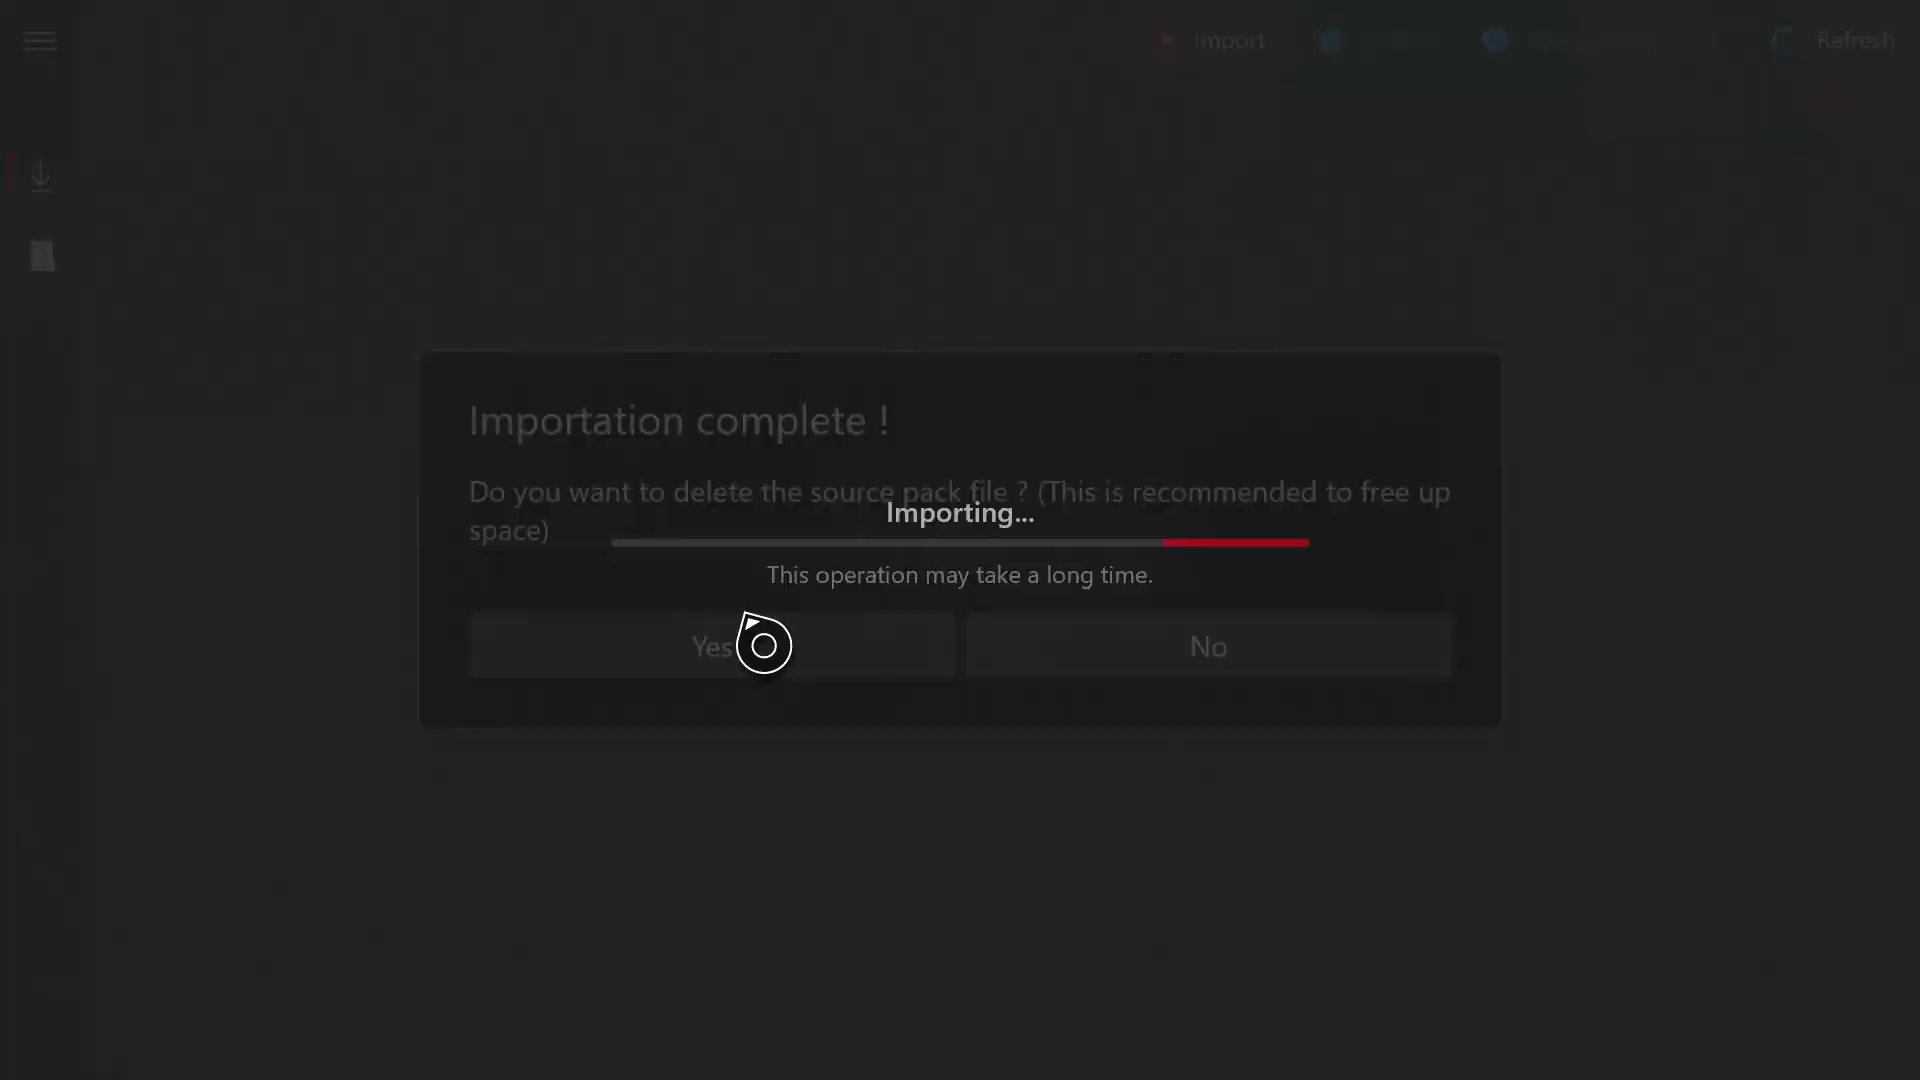 Import
Refresh
Importation complete !
Do you want to delete the source pack file ? (This is recommended to free up
space)
Importing...
This operation may take a long time.
Yes
No